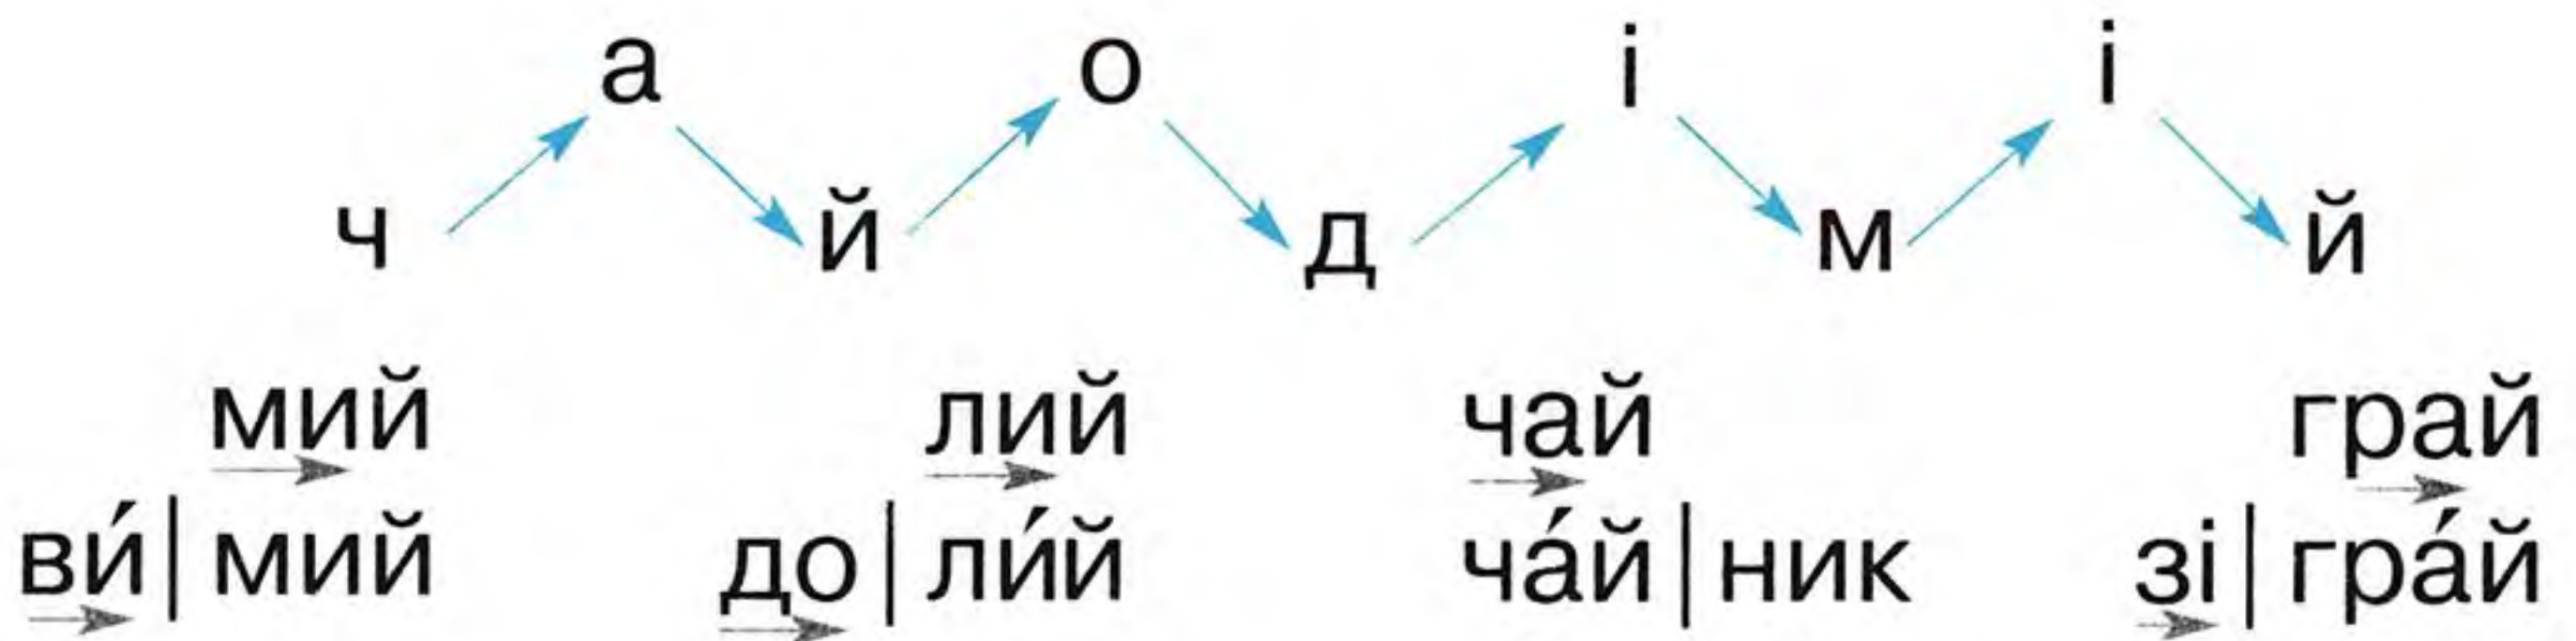 а о і і
ч й д м й
мий лий чай грай
ви́|мий до|ли́й ча́й|ник зі|гра́й